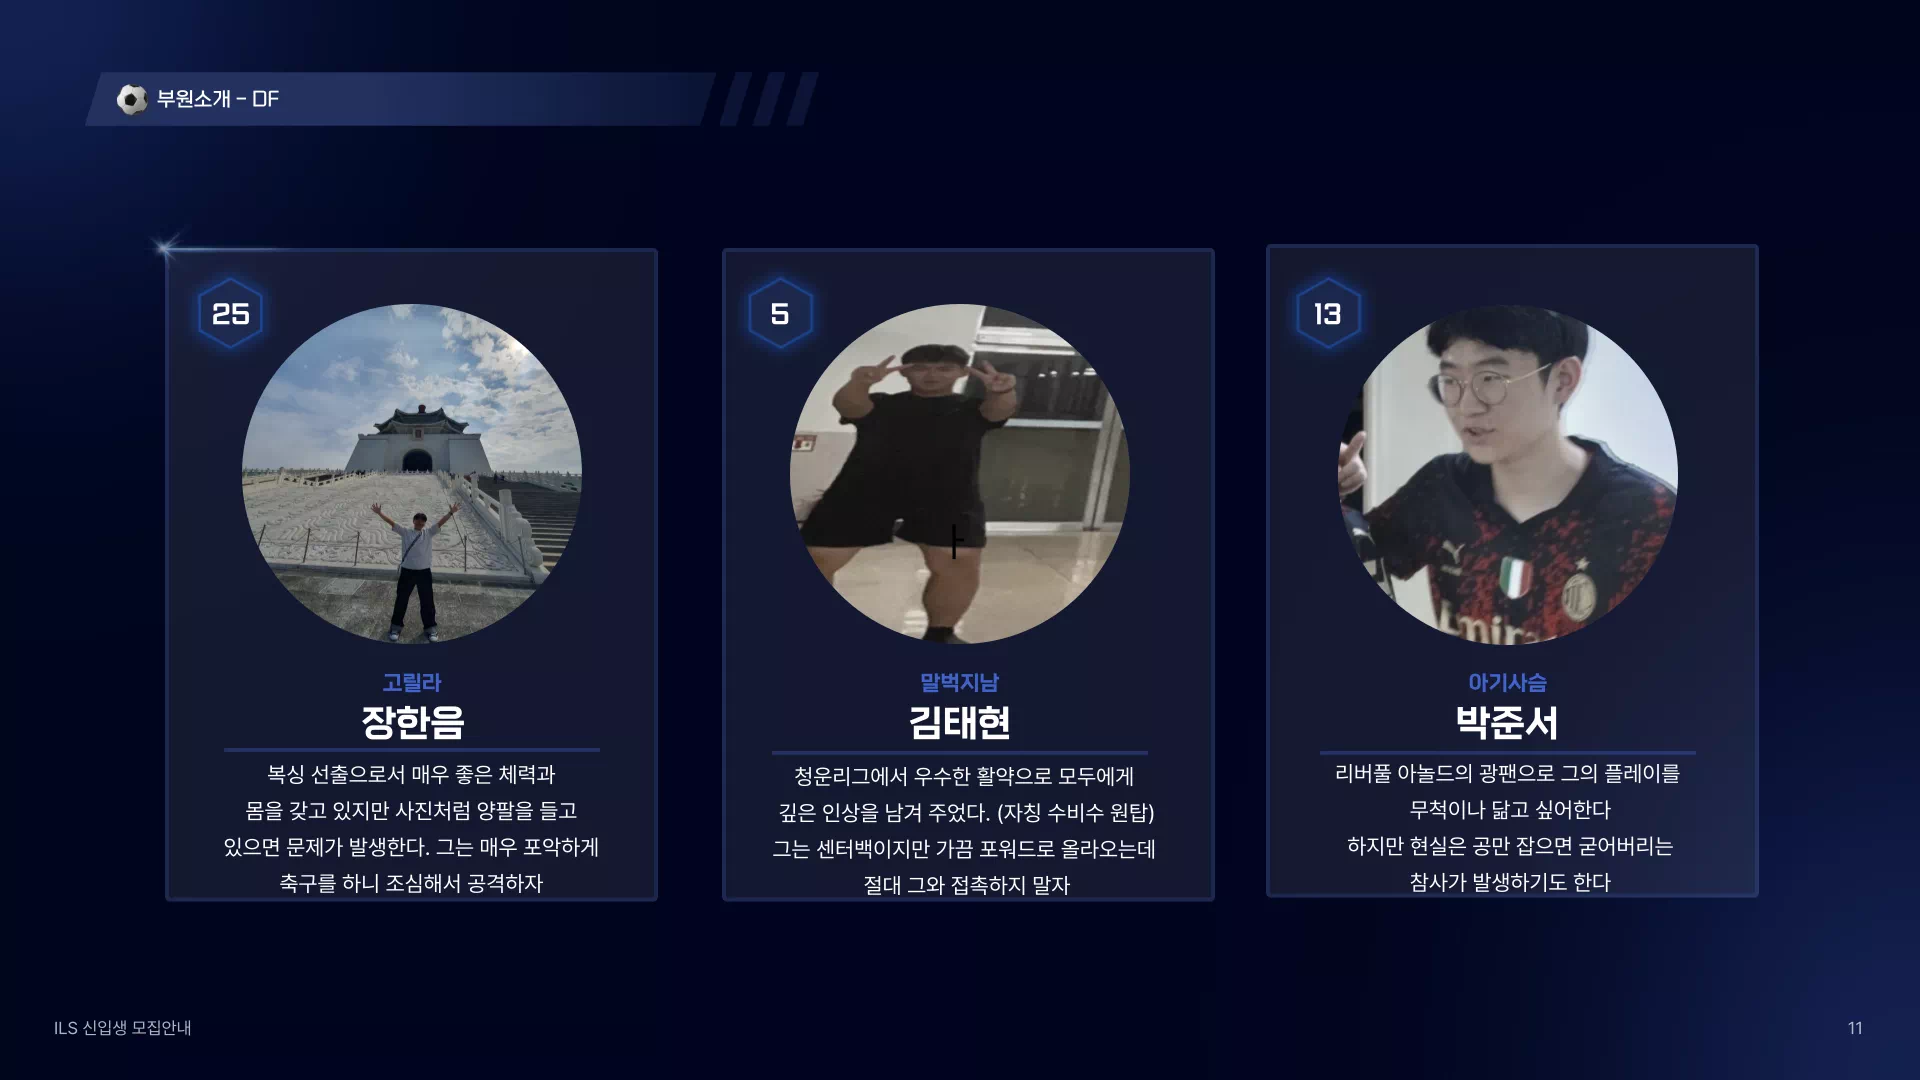 부원소개 - DF
25
고릴라
장한음
복싱 선출으로서 매우 좋은 체력과
몸을 갖고 있지만 사진처럼 양팔을 들고
있으면 문제가 발생한다. 그는 매우 포악하게
축구를 하니 조심해서 공격하자
5
ㅏ
말벅지남
김태현
청운리그에서 우수한 활약으로 모두에게
깊은 인상을 남겨 주었다. (자칭 수비수 원탑)
그는 센터백이지만 가끔 포워드로 올라오는데
절대 그와 접촉하지 말자
13
아기사슴
박준서
리버풀 아놀드의 광팬으로 그의 플레이를
무척이나 닮고 싶어한다
하지만 현실은 공만 잡으면 굳어버리는
참사가 발생하기도 한다
ILS 신입생 모집안내
11